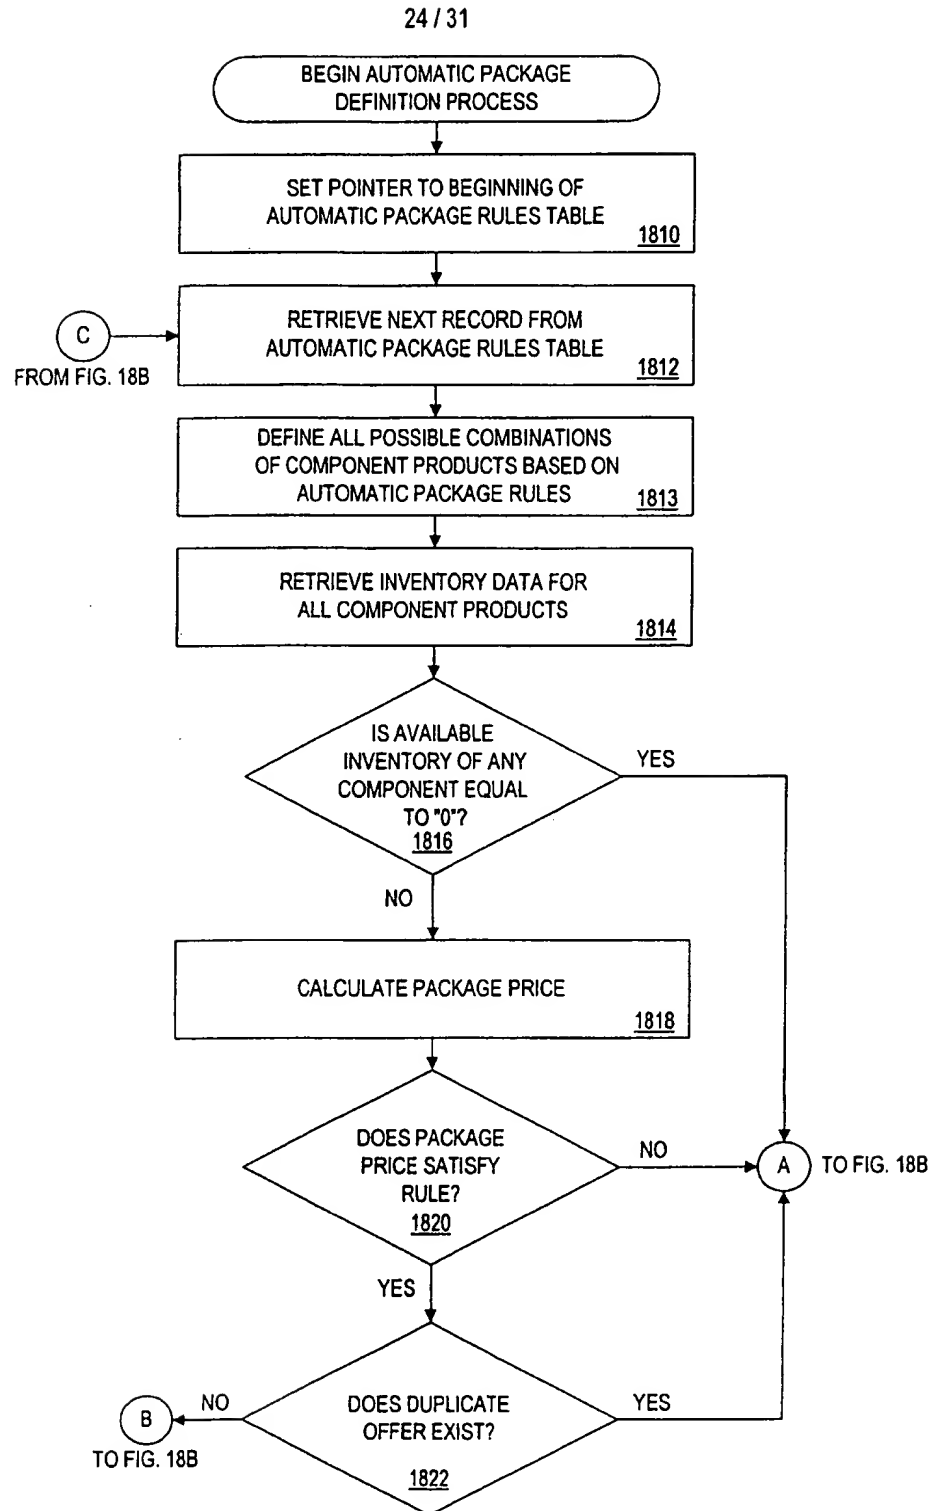 24 / 31
BEGIN AUTOMATIC PACKAGE
DEFINITION PROCESS
SET POINTER TO BEGINNING OF
AUTOMATIC PACKAGE RULES TABLE
1810
C
FROM FIG. 18B
RETRIEVE NEXT RECORD FROM
AUTOMATIC PACKAGE RULES TABLE
1812
DEFINE ALL POSSIBLE COMBINATIONS
OF COMPONENT PRODUCTS BASED ON
AUTOMATIC PACKAGE RULES
1813
RETRIEVE INVENTORY DATA FOR
ALL COMPONENT PRODUCTS
1814
IS AVAILABLE
INVENTORY OF ANY
COMPONENT EQUAL
TO "0"?
1816
YES
NO
CALCULATE PACKAGE PRICE
1818
DOES PACKAGE
PRICE SATISFY
RULE?
1820
NO
A
TO FIG. 18B
YES
DOES DUPLICATE
OFFER EXIST?
1822
YES
NO
B
TO FIG. 18B